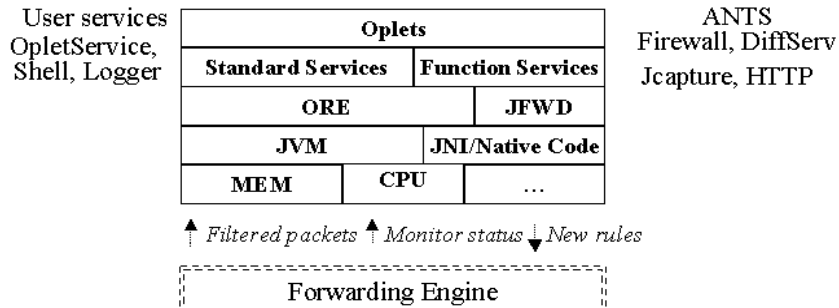 User services
OpletService,
Shell, Logger
Oplets
Standard Services
Function Services
ORE
JFWD
JVM
JNI/Native Code
MEM
CPU
...
ANTS
Firewall, DiffServ
Jcapture, HTTP
Filtered packets
Monitor status
New rules
Forwarding Engine